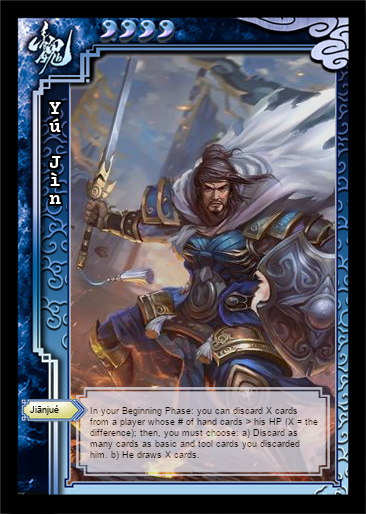 魏
Yú Jìn
Jiānjué
In your Beginning Phase: you can discard X cards
from a player whose # of hand cards > his HP (X = the
difference); then, you must choose: a) Discard as
many cards as basic and tool cards you discarded
him. b) He draws X cards.